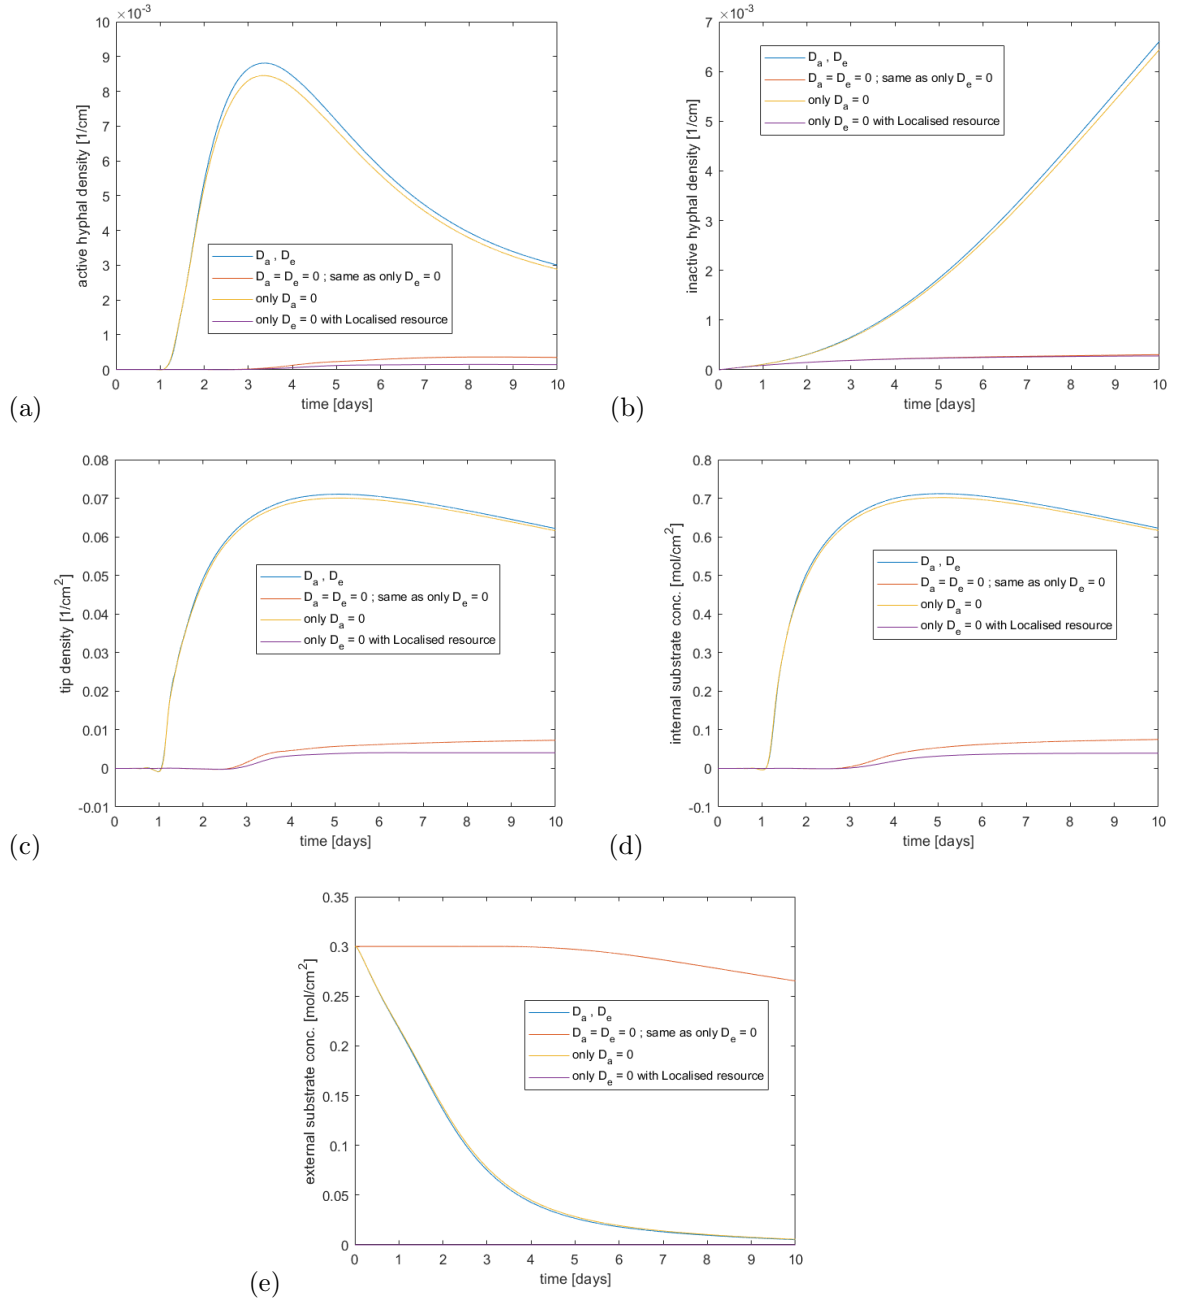 ×10⁻³
10
9
8
7
6
5
4
3
2
1
0
active hyphal density [1/cm]
D_a , D_e
D_a = D_e = 0 ; same as only D_e = 0
only D_a = 0
only D_e = 0 with Localised resource
0 1 2 3 4 5 6 7 8 9 10
time [days]
(a)
×10⁻³
7
6
5
4
3
2
1
0
inactive hyphal density [1/cm]
D_a , D_e
D_a = D_e = 0 ; same as only D_e = 0
only D_a = 0
only D_e = 0 with Localised resource
0 1 2 3 4 5 6 7 8 9 10
time [days]
(b)
0.08
0.07
0.06
0.05
0.04
0.03
0.02
0.01
0
-0.01
tip density [1/cm²]
D_a , D_e
D_a = D_e = 0 ; same as only D_e = 0
only D_a = 0
only D_e = 0 with Localised resource
0 1 2 3 4 5 6 7 8 9 10
time [days]
(c)
0.8
0.7
0.6
0.5
0.4
0.3
0.2
0.1
0
-0.1
internal substrate conc. [mol/cm²]
D_a , D_e
D_a = D_e = 0 ; same as only D_e = 0
only D_a = 0
only D_e = 0 with Localised resource
0 1 2 3 4 5 6 7 8 9 10
time [days]
(d)
0.35
0.3
0.25
0.2
0.15
0.1
0.05
0
external substrate conc. [mol/cm²]
D_a , D_e
D_a = D_e = 0 ; same as only D_e = 0
only D_a = 0
only D_e = 0 with Localised resource
0 1 2 3 4 5 6 7 8 9 10
time [days]
(e)